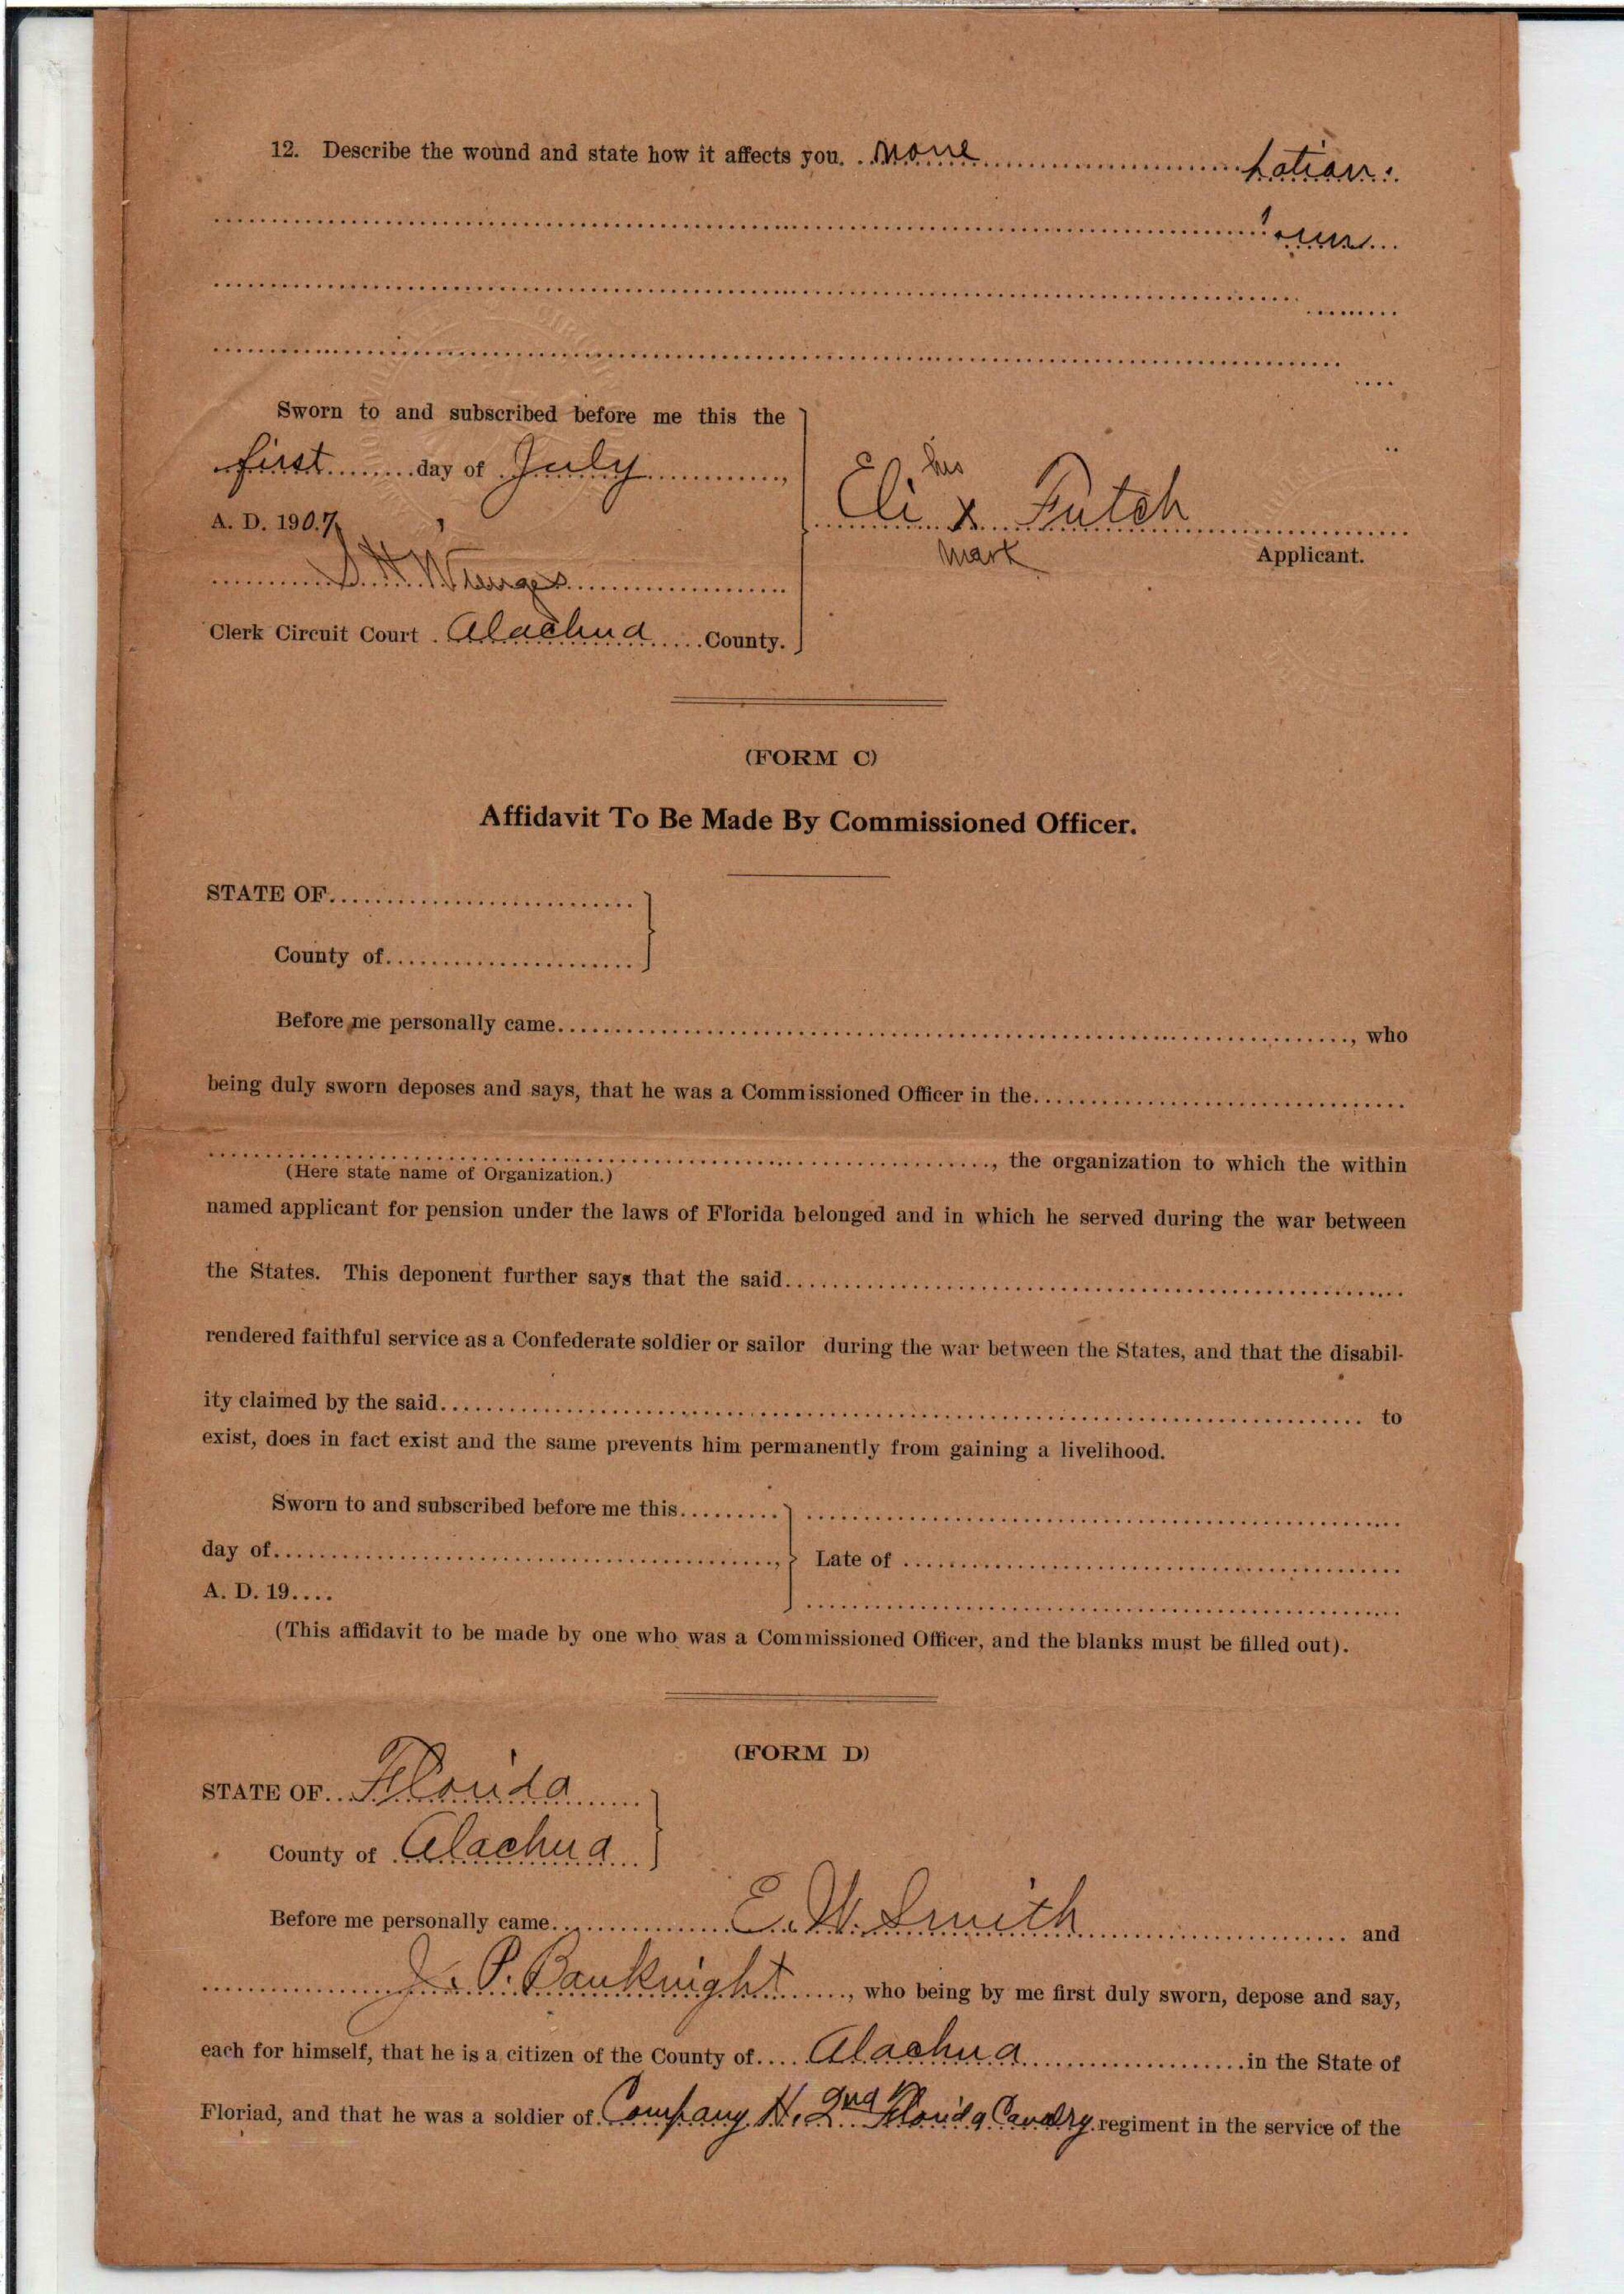 12. Describe the wound and state how it affects you. none
Sworn to and subscribed before me this the
first day of July,
A. D. 1907,
his
Eli x Futch
mark
Applicant.
S. H. Wienges
Clerk Circuit Court Alachua County.
(FORM C)
Affidavit To Be Made By Commissioned Officer.
STATE OF
County of
Before me personally came, who
being duly sworn deposes and says, that he was a Commissioned Officer in the
, the organization to which the within
(Here state name of Organization.)
named applicant for pension under the laws of Florida belonged and in which he served during the war between
the States. This deponent further says that the said
rendered faithful service as a Confederate soldier or sailor during the war between the States, and that the disabil-
ity claimed by the said to
exist, does in fact exist and the same prevents him permanently from gaining a livelihood.
Sworn to and subscribed before me this
day of, Late of
A. D. 19....
(This affidavit to be made by one who was a Commissioned Officer, and the blanks must be filled out).
(FORM D)
STATE OF Florida
County of Alachua
Before me personally came E. W. Smith and
J. P. Bauknight, who being by me first duly sworn, depose and say,
each for himself, that he is a citizen of the County of Alachua in the State of
Floriad, and that he was a soldier of Company H. 2nd Florida Cavalry regiment in the service of the